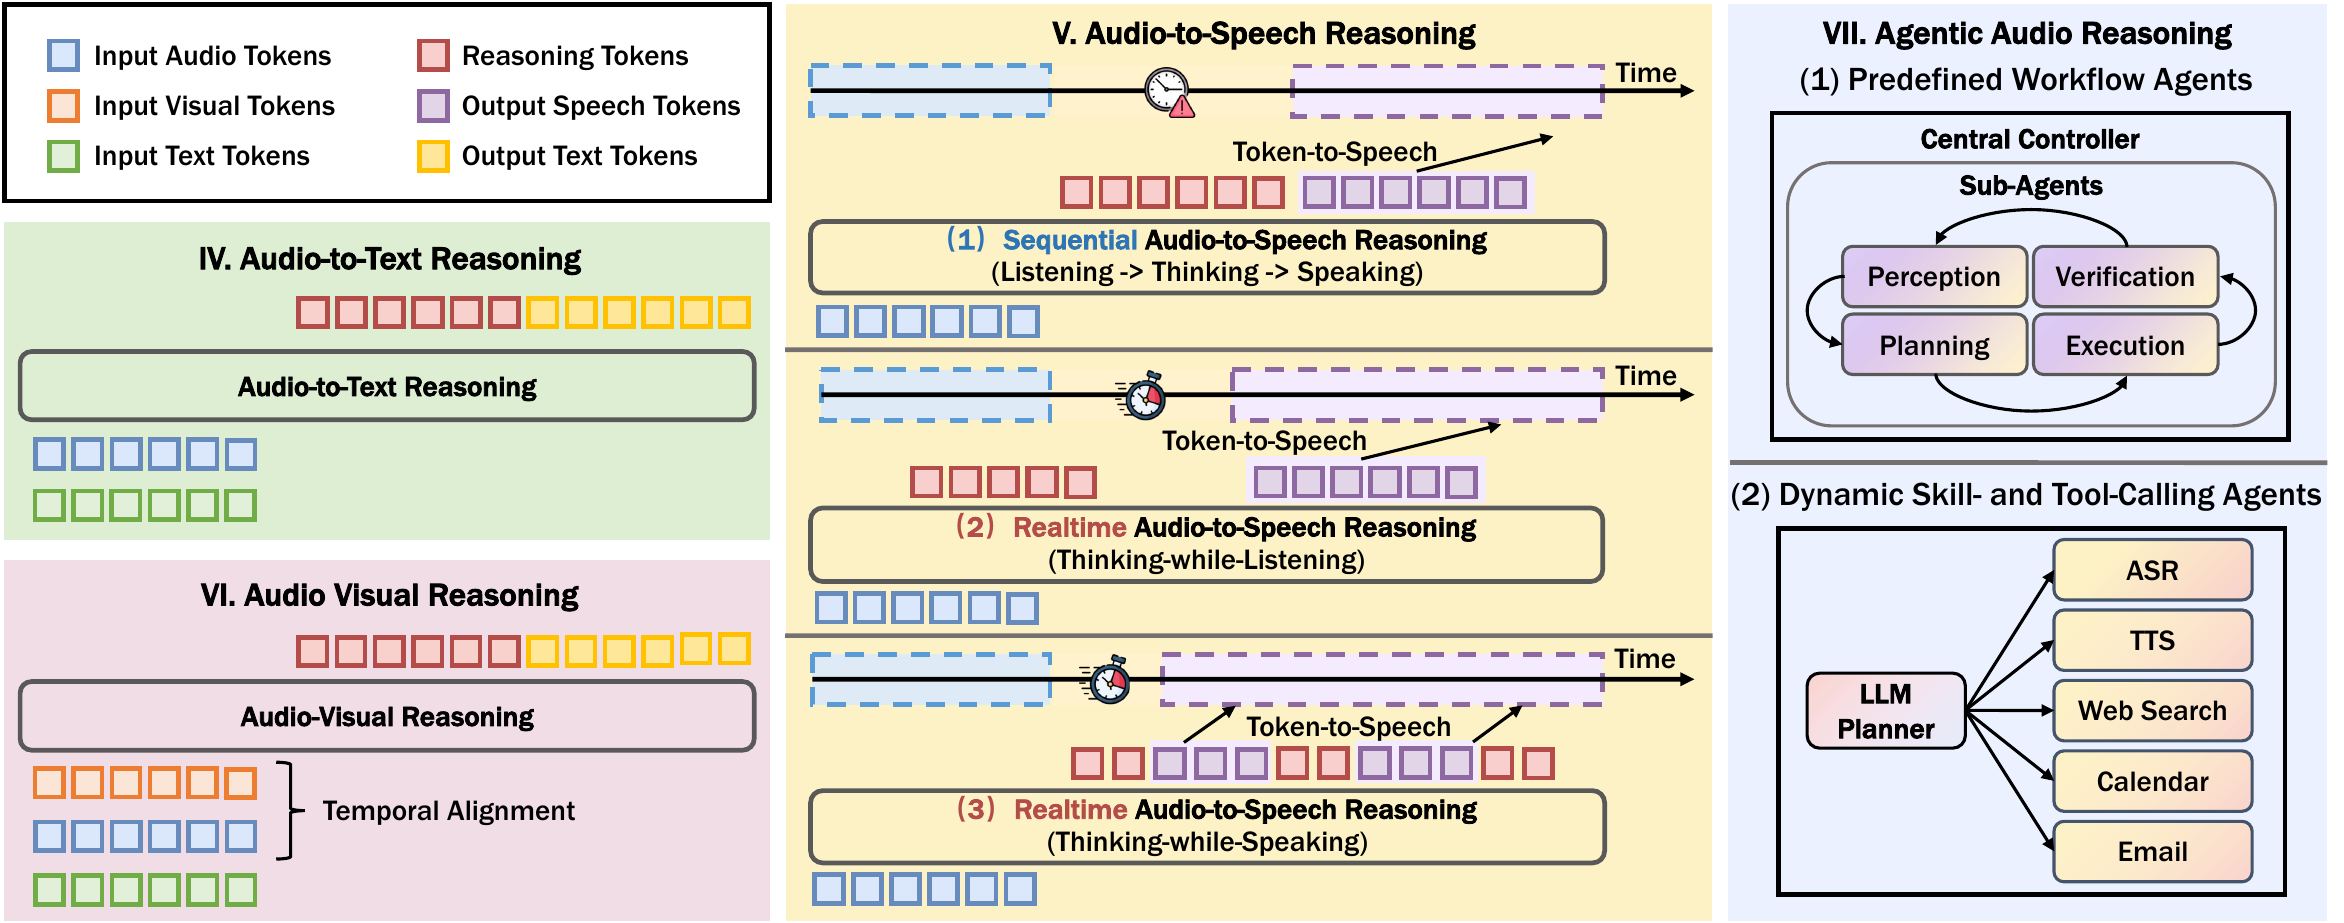 Input Audio Tokens
Input Visual Tokens
Input Text Tokens
Reasoning Tokens
Output Speech Tokens
Output Text Tokens
IV. Audio-to-Text Reasoning
Audio-to-Text Reasoning
VI. Audio Visual Reasoning
Audio-Visual Reasoning
Temporal Alignment
V. Audio-to-Speech Reasoning
Time
Token-to-Speech
(1) Sequential Audio-to-Speech Reasoning
(Listening -> Thinking -> Speaking)
Time
Token-to-Speech
(2) Realtime Audio-to-Speech Reasoning
(Thinking-while-Listening)
Time
Token-to-Speech
(3) Realtime Audio-to-Speech Reasoning
(Thinking-while-Speaking)
VII. Agentic Audio Reasoning
(1) Predefined Workflow Agents
Central Controller
Sub-Agents
Perception
Verification
Planning
Execution
(2) Dynamic Skill- and Tool-Calling Agents
LLM
Planner
ASR
TTS
Web Search
Calendar
Email